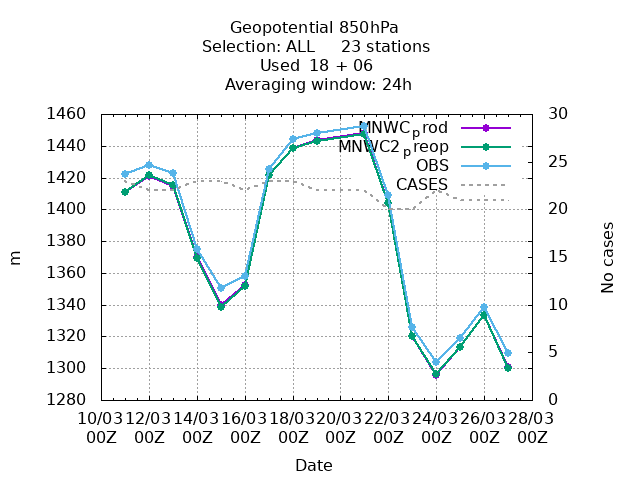 Geopotential 850hPa
Selection: ALL     23 stations
Used  18 + 06
Averaging window: 24h
1460
1440
1420
1400
1380
1360
1340
1320
1300
1280
m
30
25
20
15
10
5
0
No cases
MNWCprod
MNWC2preop
OBS
CASES
10/03 12/03 14/03 16/03 18/03 20/03 22/03 24/03 26/03 28/03
00Z 00Z 00Z 00Z 00Z 00Z 00Z 00Z 00Z 00Z
Date